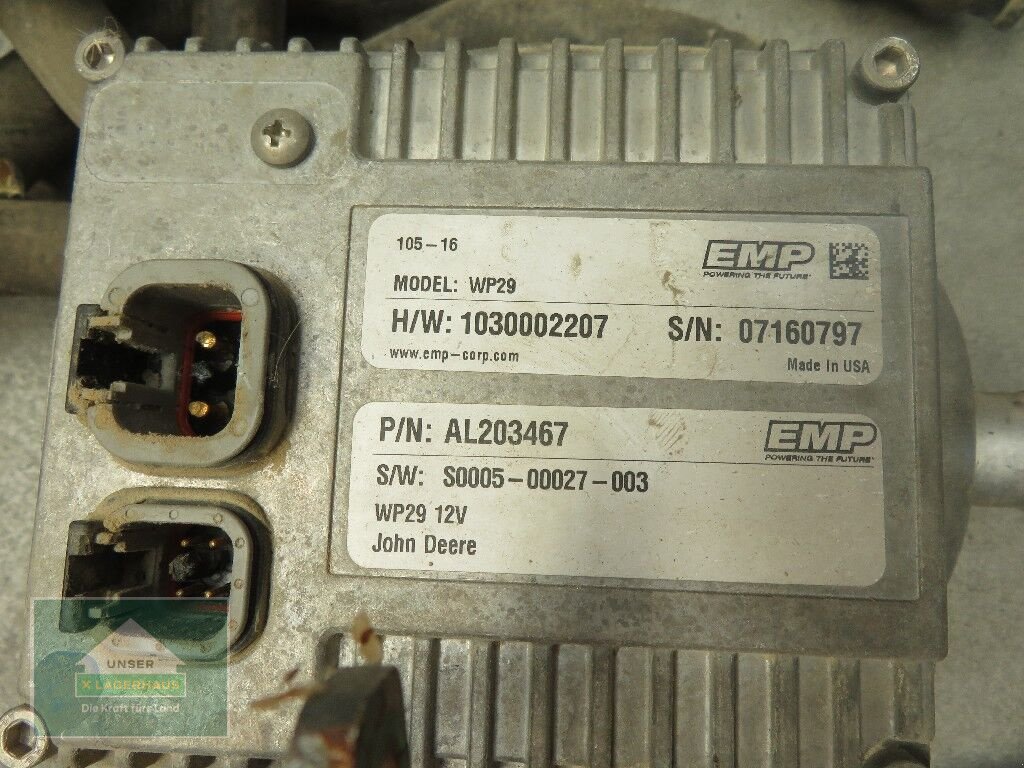 105-16
EMP
POWERING THE FUTURE
MODEL: WP29
H/W: 1030002207 S/N: 07160797
www.emp-corp.com Made In USA
P/N: AL203467
EMP
POWERING THE FUTURE
S/W: S0005-00027-003
WP29 12V
John Deere
UNSER
X LAGERHAUS
Die Kraft fürs Land